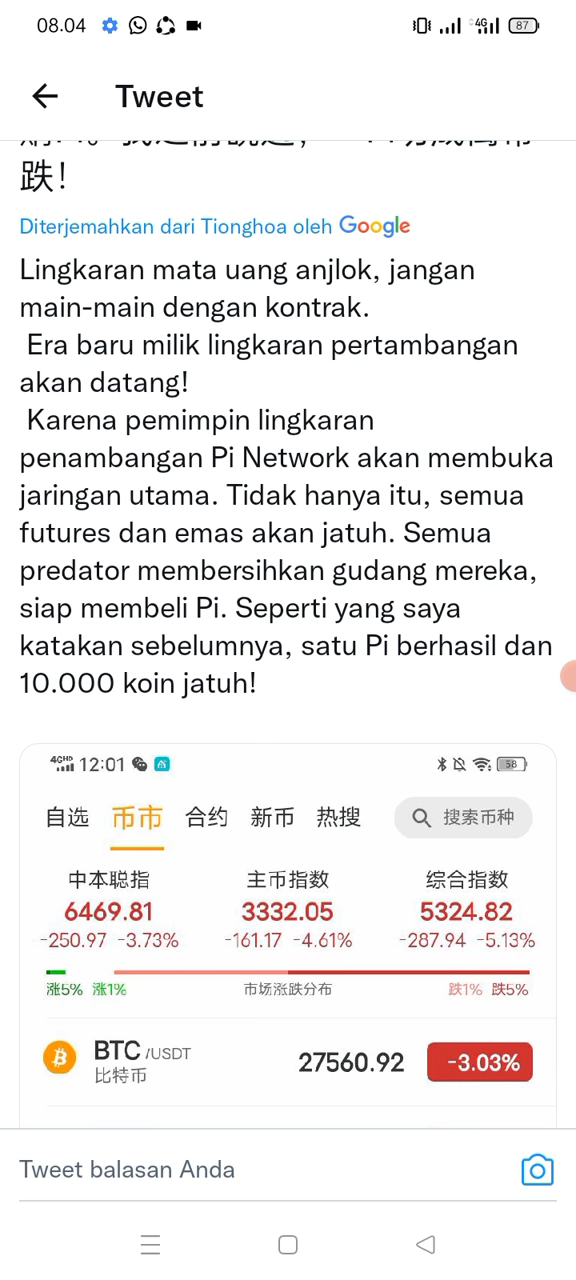 08.04
4G
87
Tweet
跌!
Diterjemahkan dari Tionghoa oleh Google
Lingkaran mata uang anjlok, jangan
main-main dengan kontrak.
Era baru milik lingkaran pertambangan
akan datang!
Karena pemimpin lingkaran
penambangan Pi Network akan membuka
jaringan utama. Tidak hanya itu, semua
futures dan emas akan jatuh. Semua
predator membersihkan gudang mereka,
siap membeli Pi. Seperti yang saya
katakan sebelumnya, satu Pi berhasil dan
10.000 koin jatuh!
4GHD 12:01 58
自选 币市 合约 新币 热搜 搜索币种
中本聪指 主币指数 综合指数
6469.81 3332.05 5324.82
-250.97 -3.73% -161.17 -4.61% -287.94 -5.13%
涨5% 涨1% 市场涨跌分布 跌1% 跌5%
BTC /USDT 27560.92 -3.03%
比特币
Tweet balasan Anda